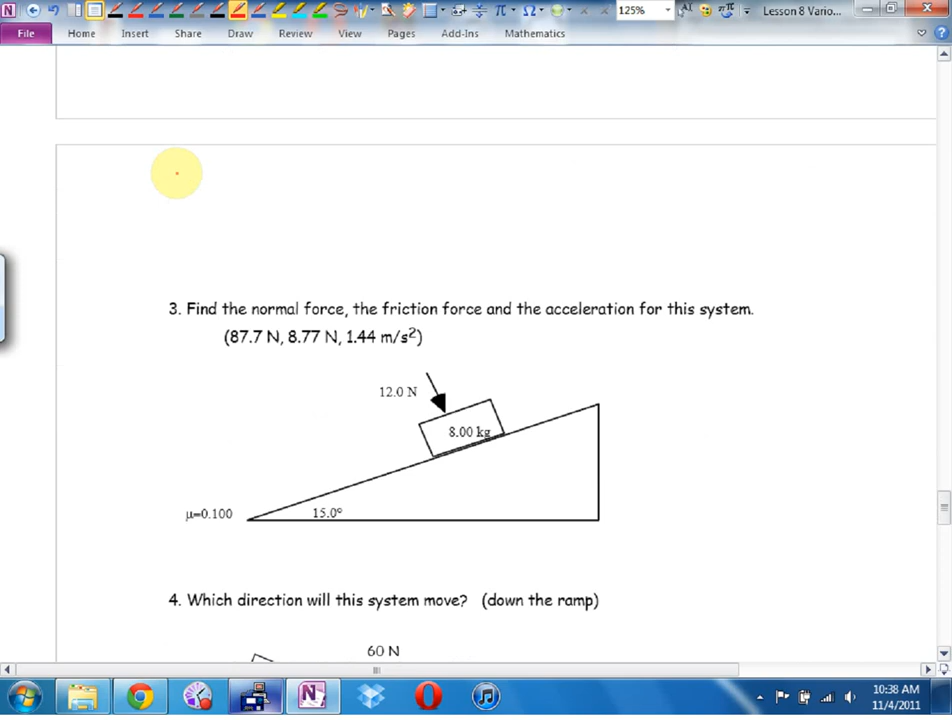 125%
Lesson 8 Vario...
File Home Insert Share Draw Review View Pages Add-Ins Mathematics
3. Find the normal force, the friction force and the acceleration for this system.
(87.7 N, 8.77 N, 1.44 m/s²)
12.0 N
8.00 kg
μ=0.100
15.0º
4. Which direction will this system move? (down the ramp)
60 N
10:38 AM
11/4/2011